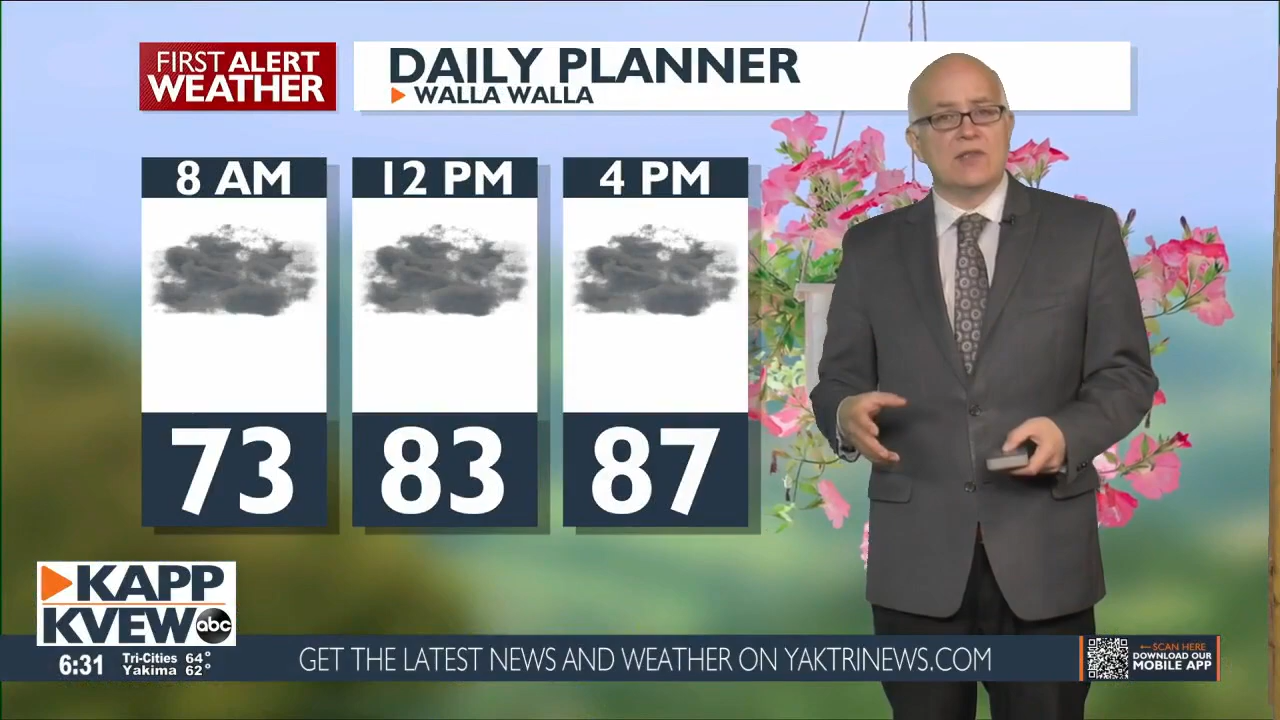 FIRST ALERT
WEATHER
DAILY PLANNER
WALLA WALLA
8 AM
12 PM
4 PM
73
83
87
KAPP
KVEW
abc
6:31
Tri-Cities 64°
Yakima 62°
GET THE LATEST NEWS AND WEATHER ON YAKTRINEWS.COM
SCAN HERE
DOWNLOAD OUR
MOBILE APP